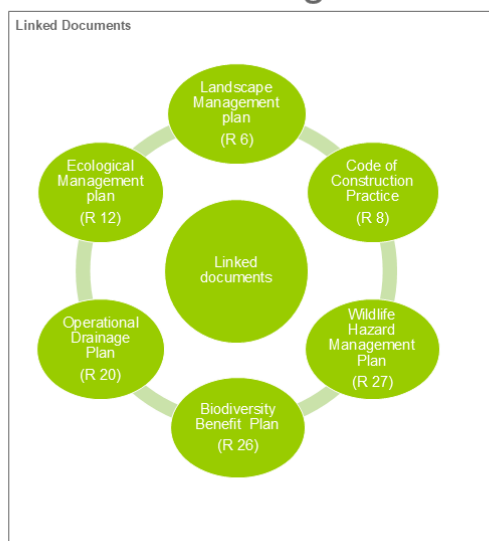 Linked Documents
Landscape
Management
plan
(R 6)
Code of
Construction
Practice
(R 8)
Wildlife
Hazard
Management
Plan
(R 27)
Biodiversity
Benefit Plan
(R 26)
Operational
Drainage
Plan
(R 20)
Ecological
Management
plan
(R 12)
Linked
documents